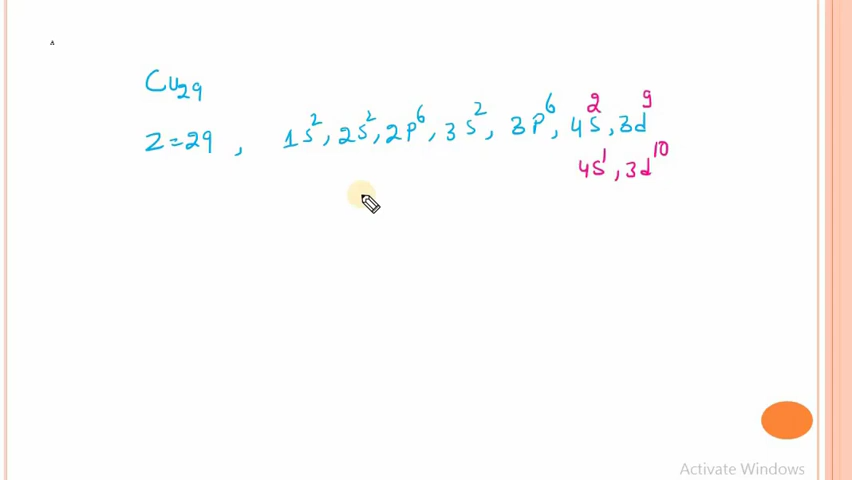 Cu₂₉
Z=29, 1s², 2s², 2p⁶, 3s², 3p⁶, 4s², 3d⁹
4s¹, 3d¹⁰
Activate Windows